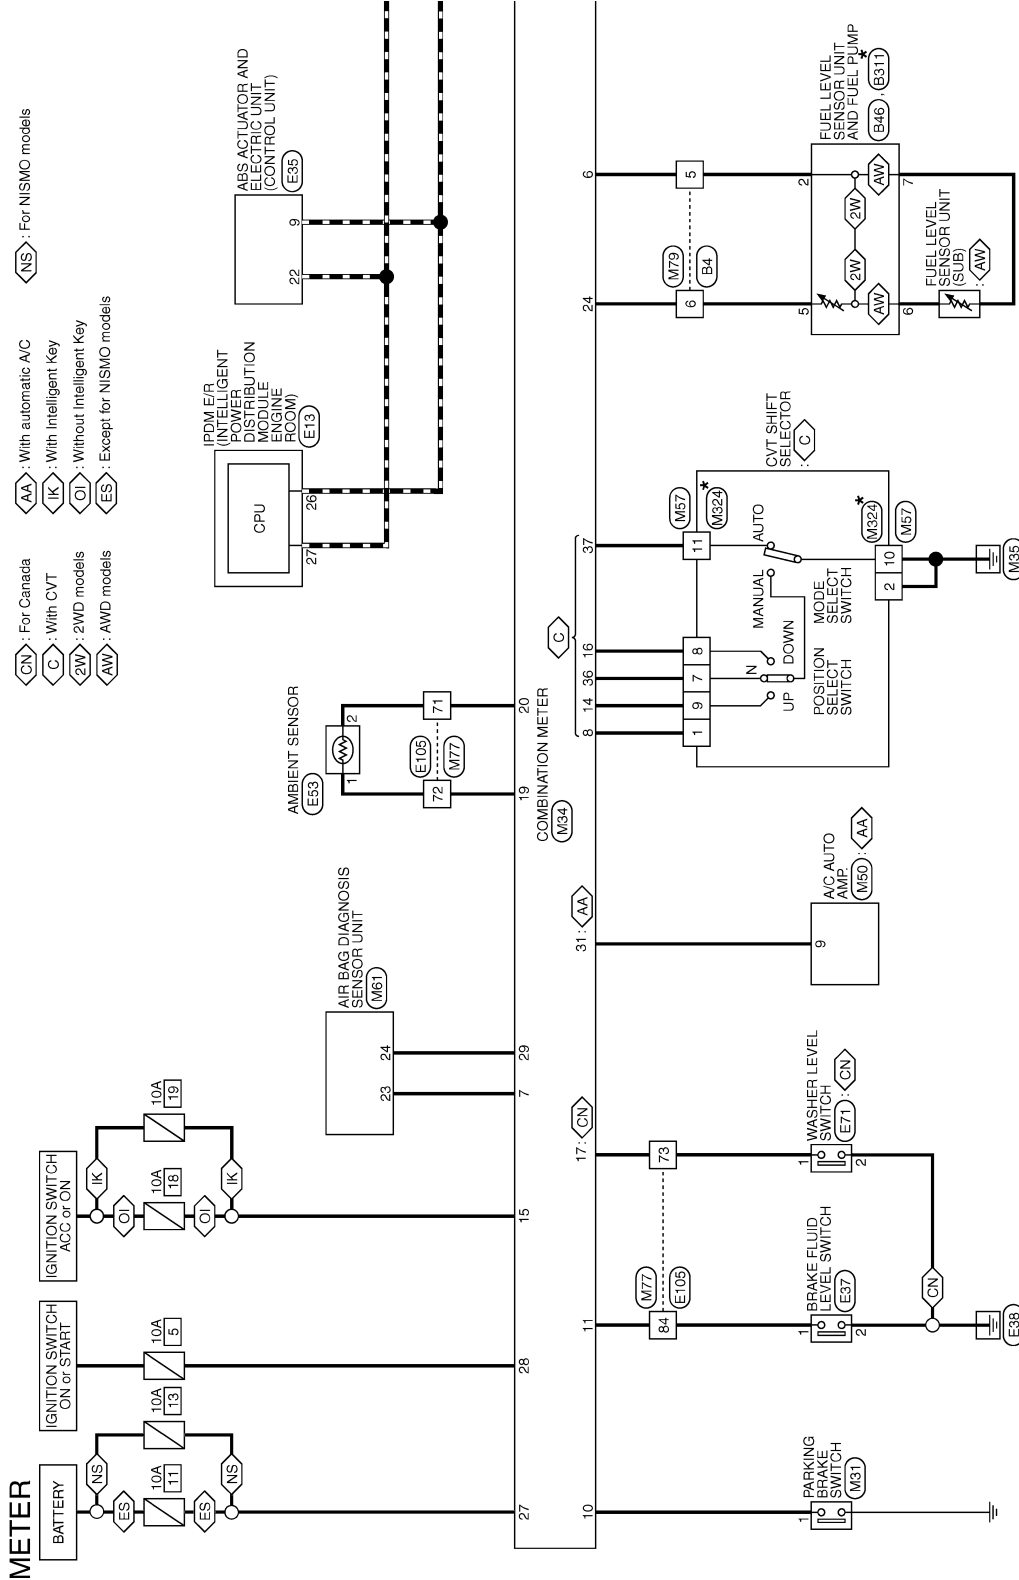 METER
BATTERY
IGNITION SWITCH
ON or START
IGNITION SWITCH
ACC or ON
NS
ES
10A
11
10A
13
ES
NS
10A
5
IK
OI
10A
18
10A
19
OI
IK
CN : For Canada
C : With CVT
2W : 2WD models
AW : AWD models
AA : With automatic A/C
IK : With Intelligent Key
OI : Without Intelligent Key
ES : Except for NISMO models
NS : For NISMO models
AIR BAG DIAGNOSIS
SENSOR UNIT
M61
23
24
AMBIENT SENSOR
E53
1
2
72
E105
M77
71
IPDM E/R
(INTELLIGENT
POWER
DISTRIBUTION
MODULE
ENGINE
ROOM)
E13
CPU
27
26
ABS ACTUATOR AND
ELECTRIC UNIT
(CONTROL UNIT)
E35
22
9
27
28
15
7
29
19
20
COMBINATION METER
M34
10
11
17 : CN
31 : AA
8
14
36
16
37
C
24
6
84
M77
E105
73
PARKING
BRAKE
SWITCH
M31
1
BRAKE FLUID
LEVEL SWITCH
E37
1
2
WASHER LEVEL
SWITCH
E71 : CN
1
2
CN
E38
A/C AUTO
AMP.
M50 : AA
9
1
9
7
8
11
M57
M324
*
CVT SHIFT
SELECTOR
: C
UP
N
DOWN
MANUAL
AUTO
POSITION
SELECT
SWITCH
MODE
SELECT
SWITCH
2
10
M324
*
M57
M35
6
M79
B4
5
FUEL LEVEL
SENSOR UNIT
AND FUEL PUMP
B46 , B311
*
5
2
2W
2W
AW
AW
6
7
FUEL LEVEL
SENSOR UNIT
(SUB)
: AW